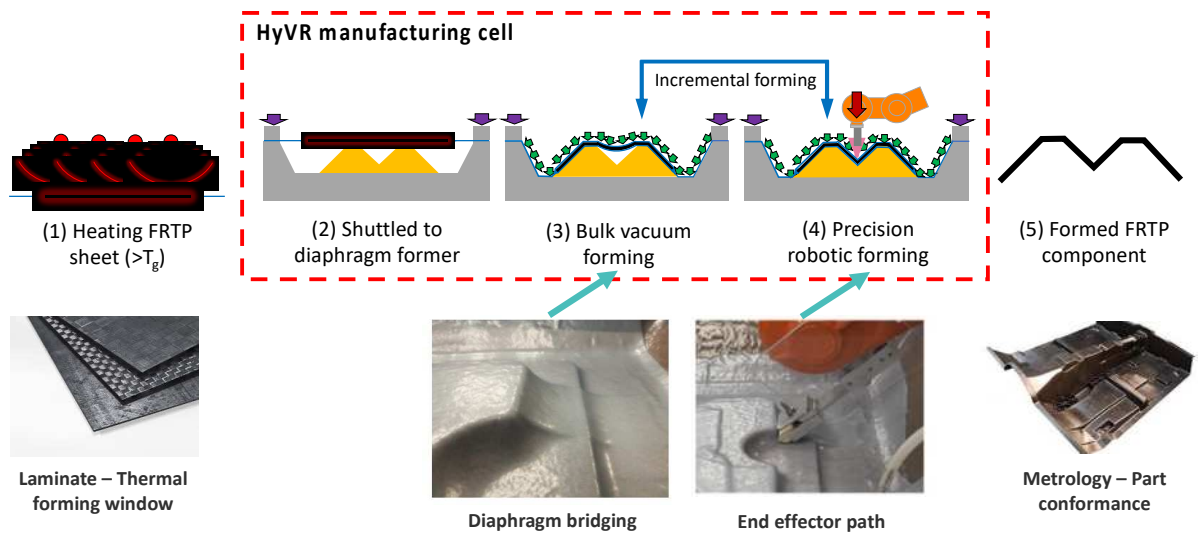 HyVR manufacturing cell
Incremental forming
(1) Heating FRTP
sheet (>Tg)
(2) Shuttled to
diaphragm former
(3) Bulk vacuum
forming
(4) Precision
robotic forming
(5) Formed FRTP
component
Laminate – Thermal
forming window
Diaphragm bridging
End effector path
Metrology – Part
conformance